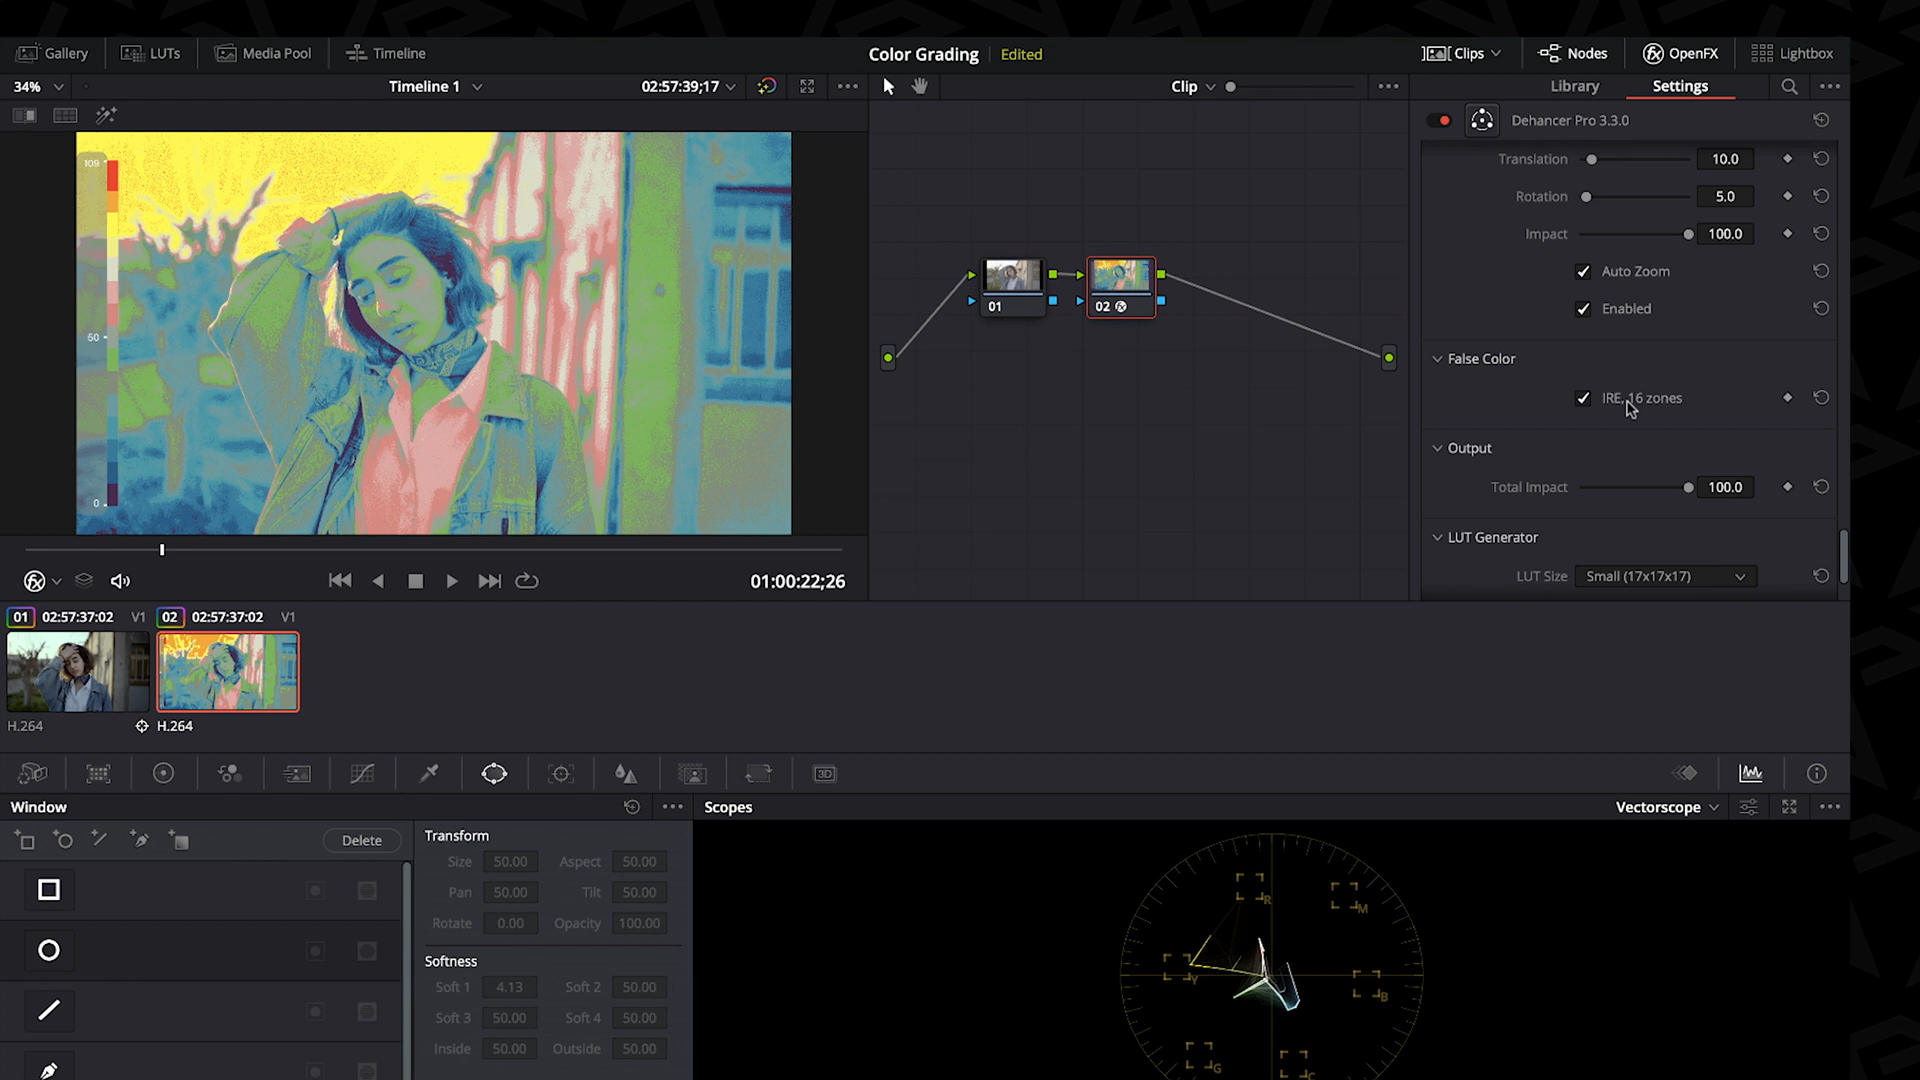 Gallery LUTs Media Pool Timeline Color Grading Edited Clips Nodes OpenFX Lightbox
34% Timeline 1 02:57:39;17 Clip Library Settings
Dehancer Pro 3.3.0
109
50
0
01
02
Translation 10.0
Rotation 5.0
Impact 100.0
Auto Zoom
Enabled
False Color
IRE, 16 zones
Output
Total Impact 100.0
LUT Generator
LUT Size Small (17x17x17)
01:00:22;26
01 02:57:37:02 V1 02 02:57:37:02 V1
H.264 H.264
3D
Window Scopes Vectorscope
Delete
Transform
Size 50.00 Aspect 50.00
Pan 50.00 Tilt 50.00
Rotate 0.00 Opacity 100.00
Softness
Soft 1 4.13 Soft 2 50.00
Soft 3 50.00 Soft 4 50.00
Inside 50.00 Outside 50.00
R
M
Y
B
G
C